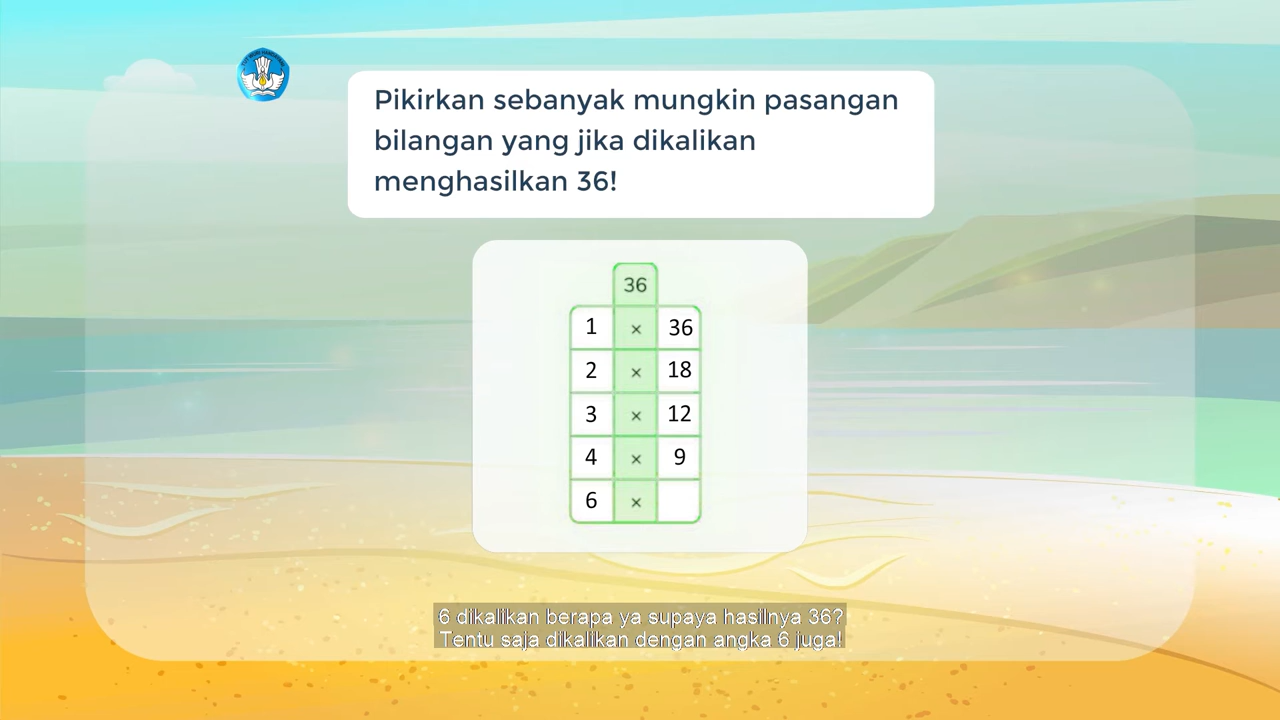 Pikirkan sebanyak mungkin pasangan
bilangan yang jika dikalikan
menghasilkan 36!
36
1 × 36
2 × 18
3 × 12
4 × 9
6 ×
6 dikalikan berapa ya supaya hasilnya 36?
Tentu saja dikalikan dengan angka 6 juga!